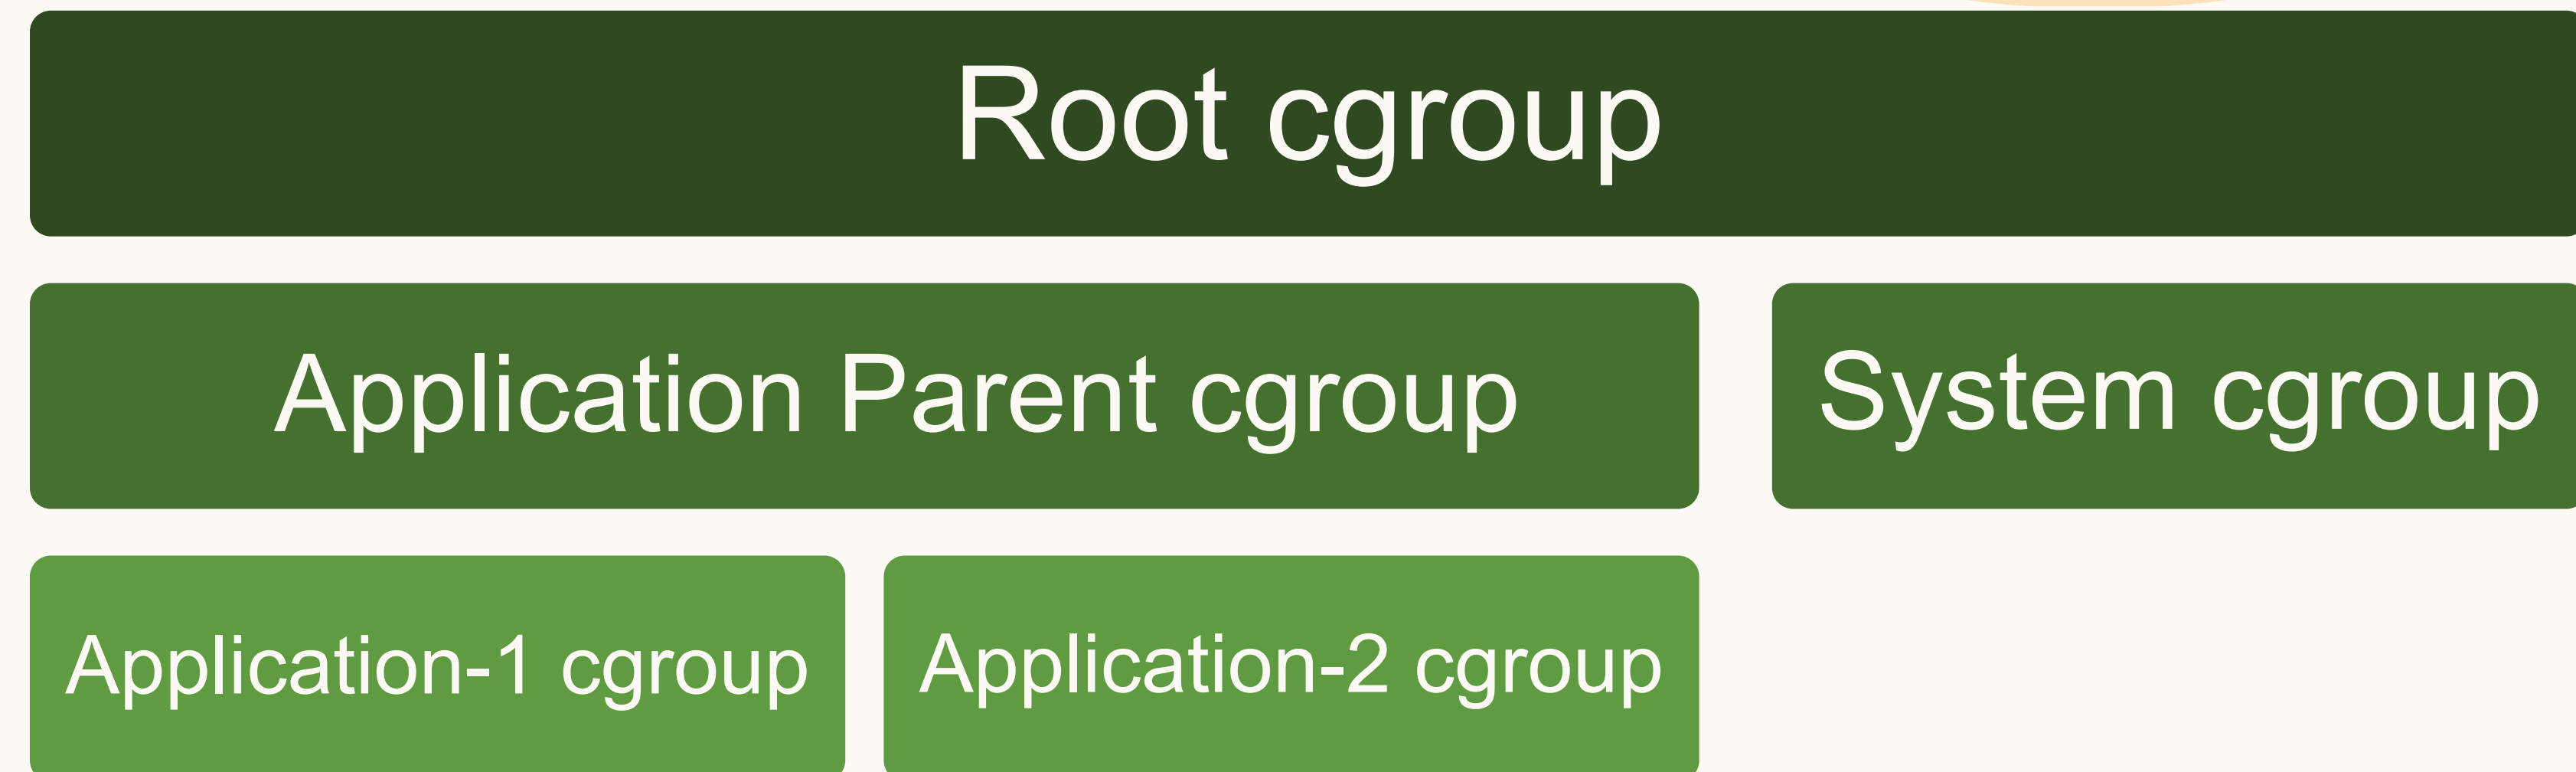 Root cgroup
Application Parent cgroup
System cgroup
Application-1 cgroup
Application-2 cgroup